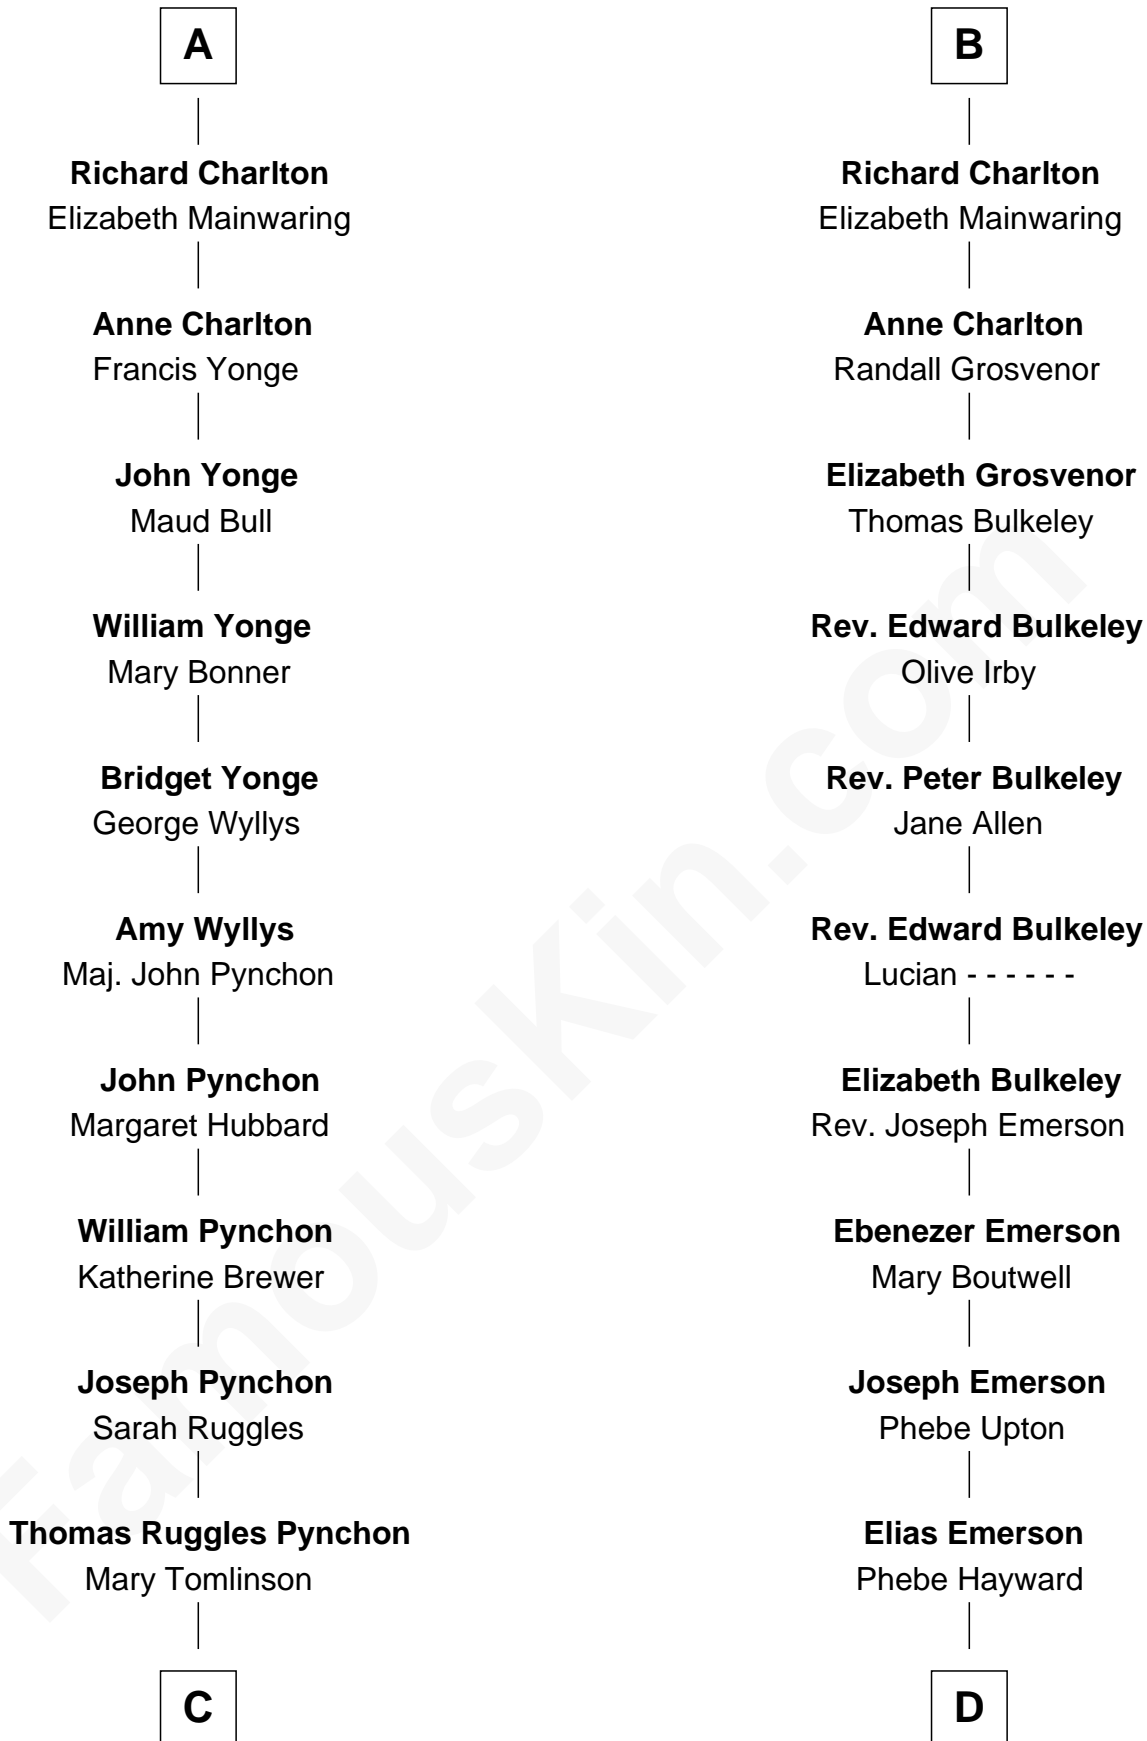 A
Richard Charlton
Elizabeth Mainwaring
Anne Charlton
Francis Yonge
John Yonge
Maud Bull
William Yonge
Mary Bonner
Bridget Yonge
George Wyllys
Amy Wyllys
Maj. John Pynchon
John Pynchon
Margaret Hubbard
William Pynchon
Katherine Brewer
Joseph Pynchon
Sarah Ruggles
Thomas Ruggles Pynchon
Mary Tomlinson
C
B
Richard Charlton
Elizabeth Mainwaring
Anne Charlton
Randall Grosvenor
Elizabeth Grosvenor
Thomas Bulkeley
Rev. Edward Bulkeley
Olive Irby
Rev. Peter Bulkeley
Jane Allen
Rev. Edward Bulkeley
Lucian - - - - - -
Elizabeth Bulkeley
Rev. Joseph Emerson
Ebenezer Emerson
Mary Boutwell
Joseph Emerson
Phebe Upton
Elias Emerson
Phebe Hayward
D
FamousKin.com